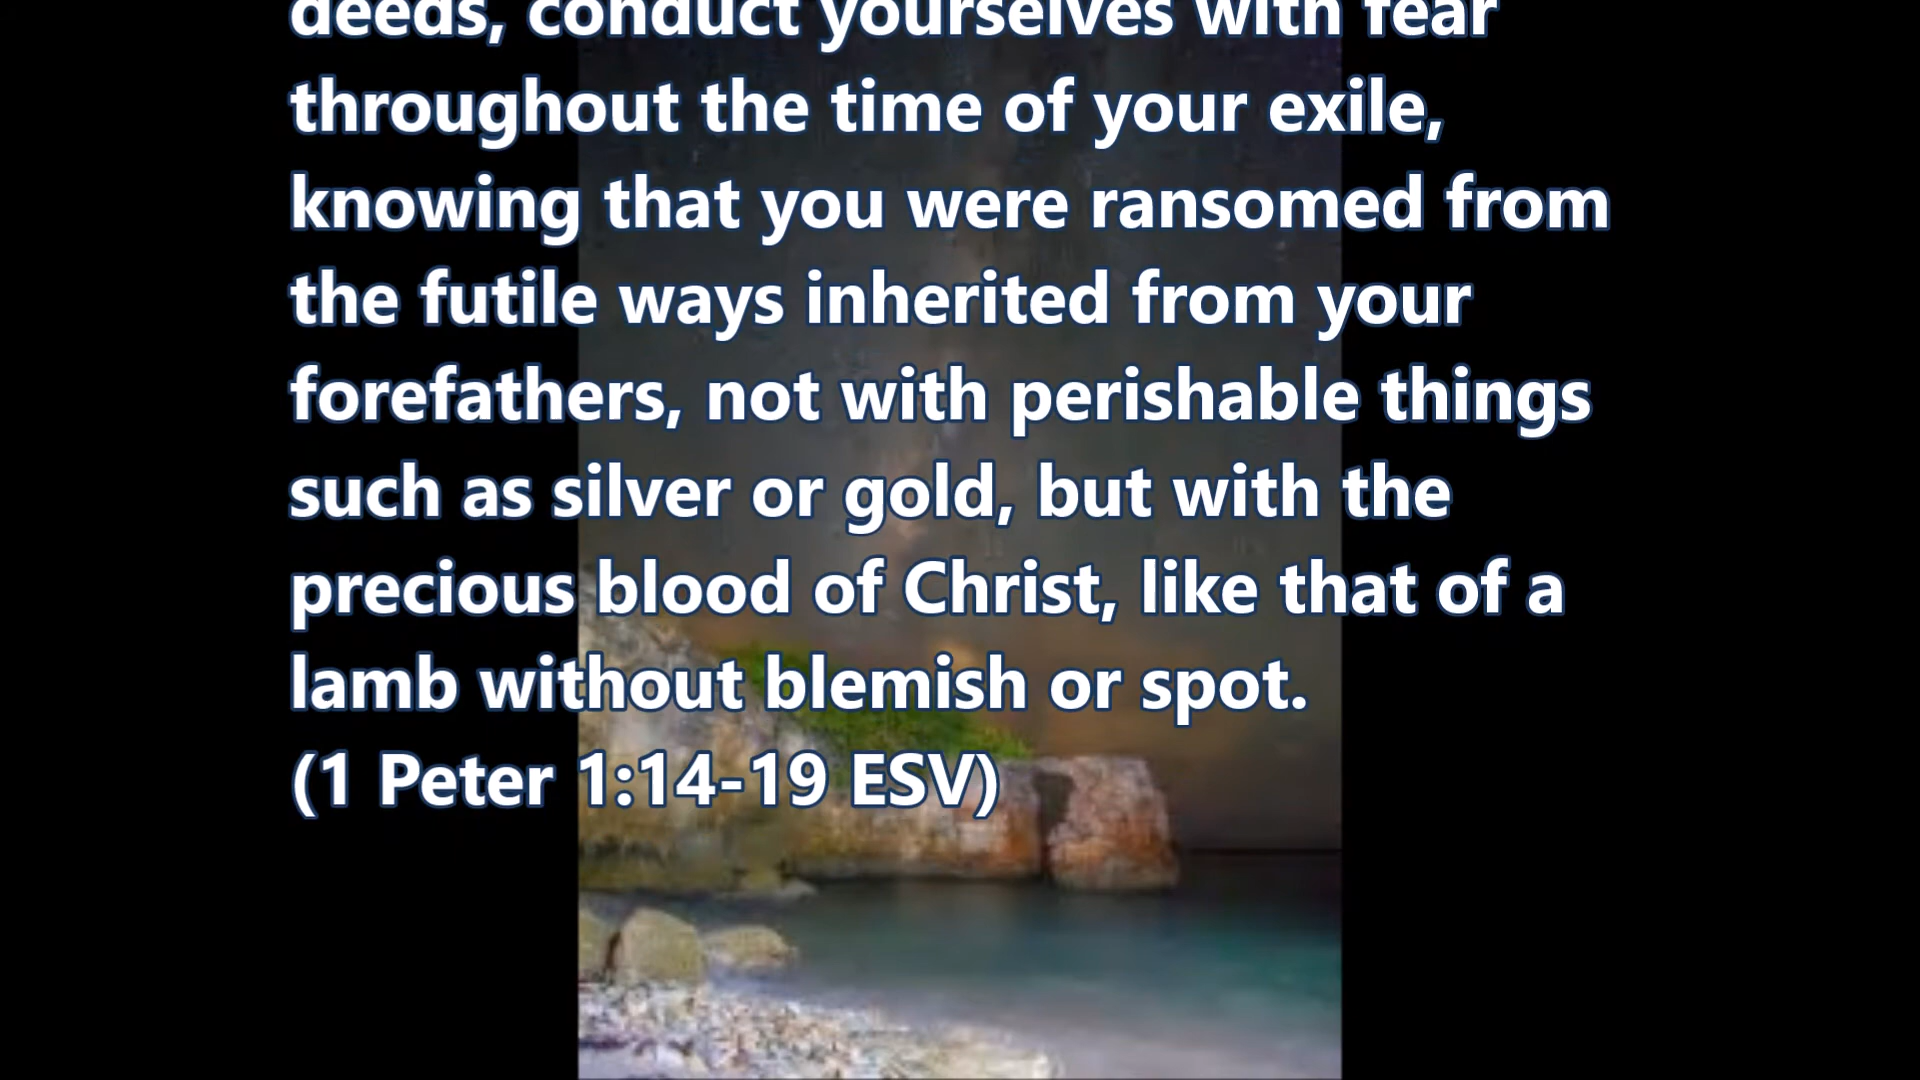 deeds, conduct yourselves with fear
throughout the time of your exile,
knowing that you were ransomed from
the futile ways inherited from your
forefathers, not with perishable things
such as silver or gold, but with the
precious blood of Christ, like that of a
lamb without blemish or spot.
(1 Peter 1:14-19 ESV)